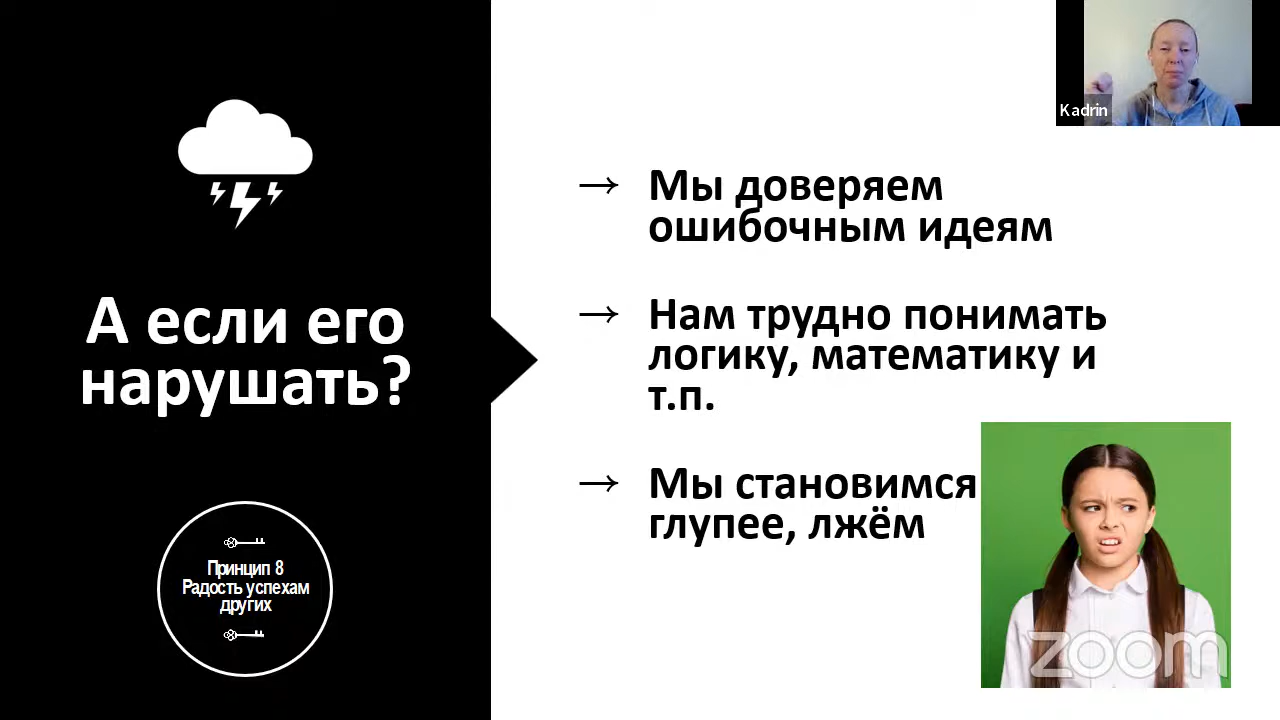 Kadrin
А если его
нарушать?
Принцип 8
Радость успехам
других
→ Мы доверяем
ошибочным идеям
→ Нам трудно понимать
логику, математику и
т.п.
→ Мы становимся
глупее, лжём
zoom